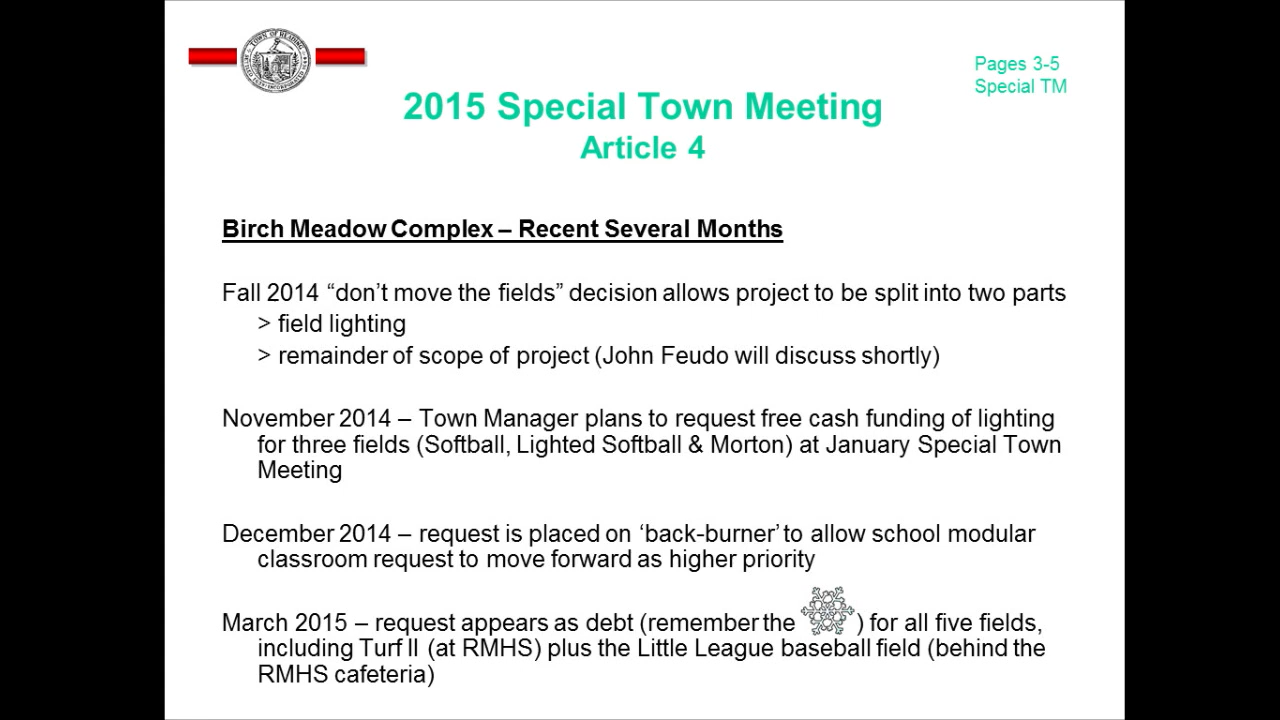 TOWN OF READING
Pages 3-5
Special TM
2015 Special Town Meeting
Article 4
Birch Meadow Complex – Recent Several Months
Fall 2014 “don’t move the fields” decision allows project to be split into two parts
> field lighting
> remainder of scope of project (John Feudo will discuss shortly)
November 2014 – Town Manager plans to request free cash funding of lighting
for three fields (Softball, Lighted Softball & Morton) at January Special Town
Meeting
December 2014 – request is placed on ‘back-burner’ to allow school modular
classroom request to move forward as higher priority
March 2015 – request appears as debt (remember the ) for all five fields,
including Turf II (at RMHS) plus the Little League baseball field (behind the
RMHS cafeteria)